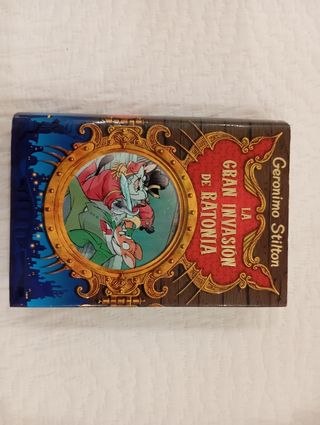 Geronimo Stilton
LA
GRAN INVASIÓN
DE RATONIA